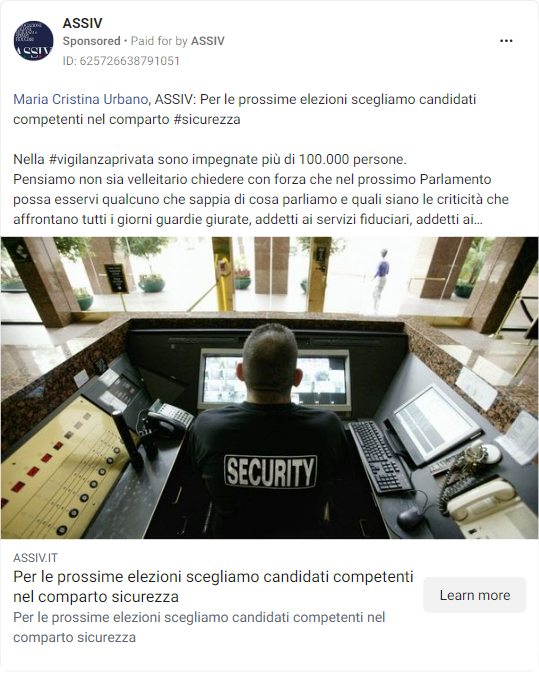 ASSIV
Sponsored • Paid for by ASSIV
ID: 625726638791051
Maria Cristina Urbano, ASSIV: Per le prossime elezioni scegliamo candidati
competenti nel comparto #sicurezza
Nella #vigilanzaprivata sono impegnate più di 100.000 persone.
Pensiamo non sia velleitario chiedere con forza che nel prossimo Parlamento
possa esservi qualcuno che sappia di cosa parliamo e quali siano le criticità che
affrontano tutti i giorni guardie giurate, addetti ai servizi fiduciari, addetti ai...
SECURITY
ASSIV.IT
Per le prossime elezioni scegliamo candidati competenti
nel comparto sicurezza
Per le prossime elezioni scegliamo candidati competenti nel
comparto sicurezza
Learn more